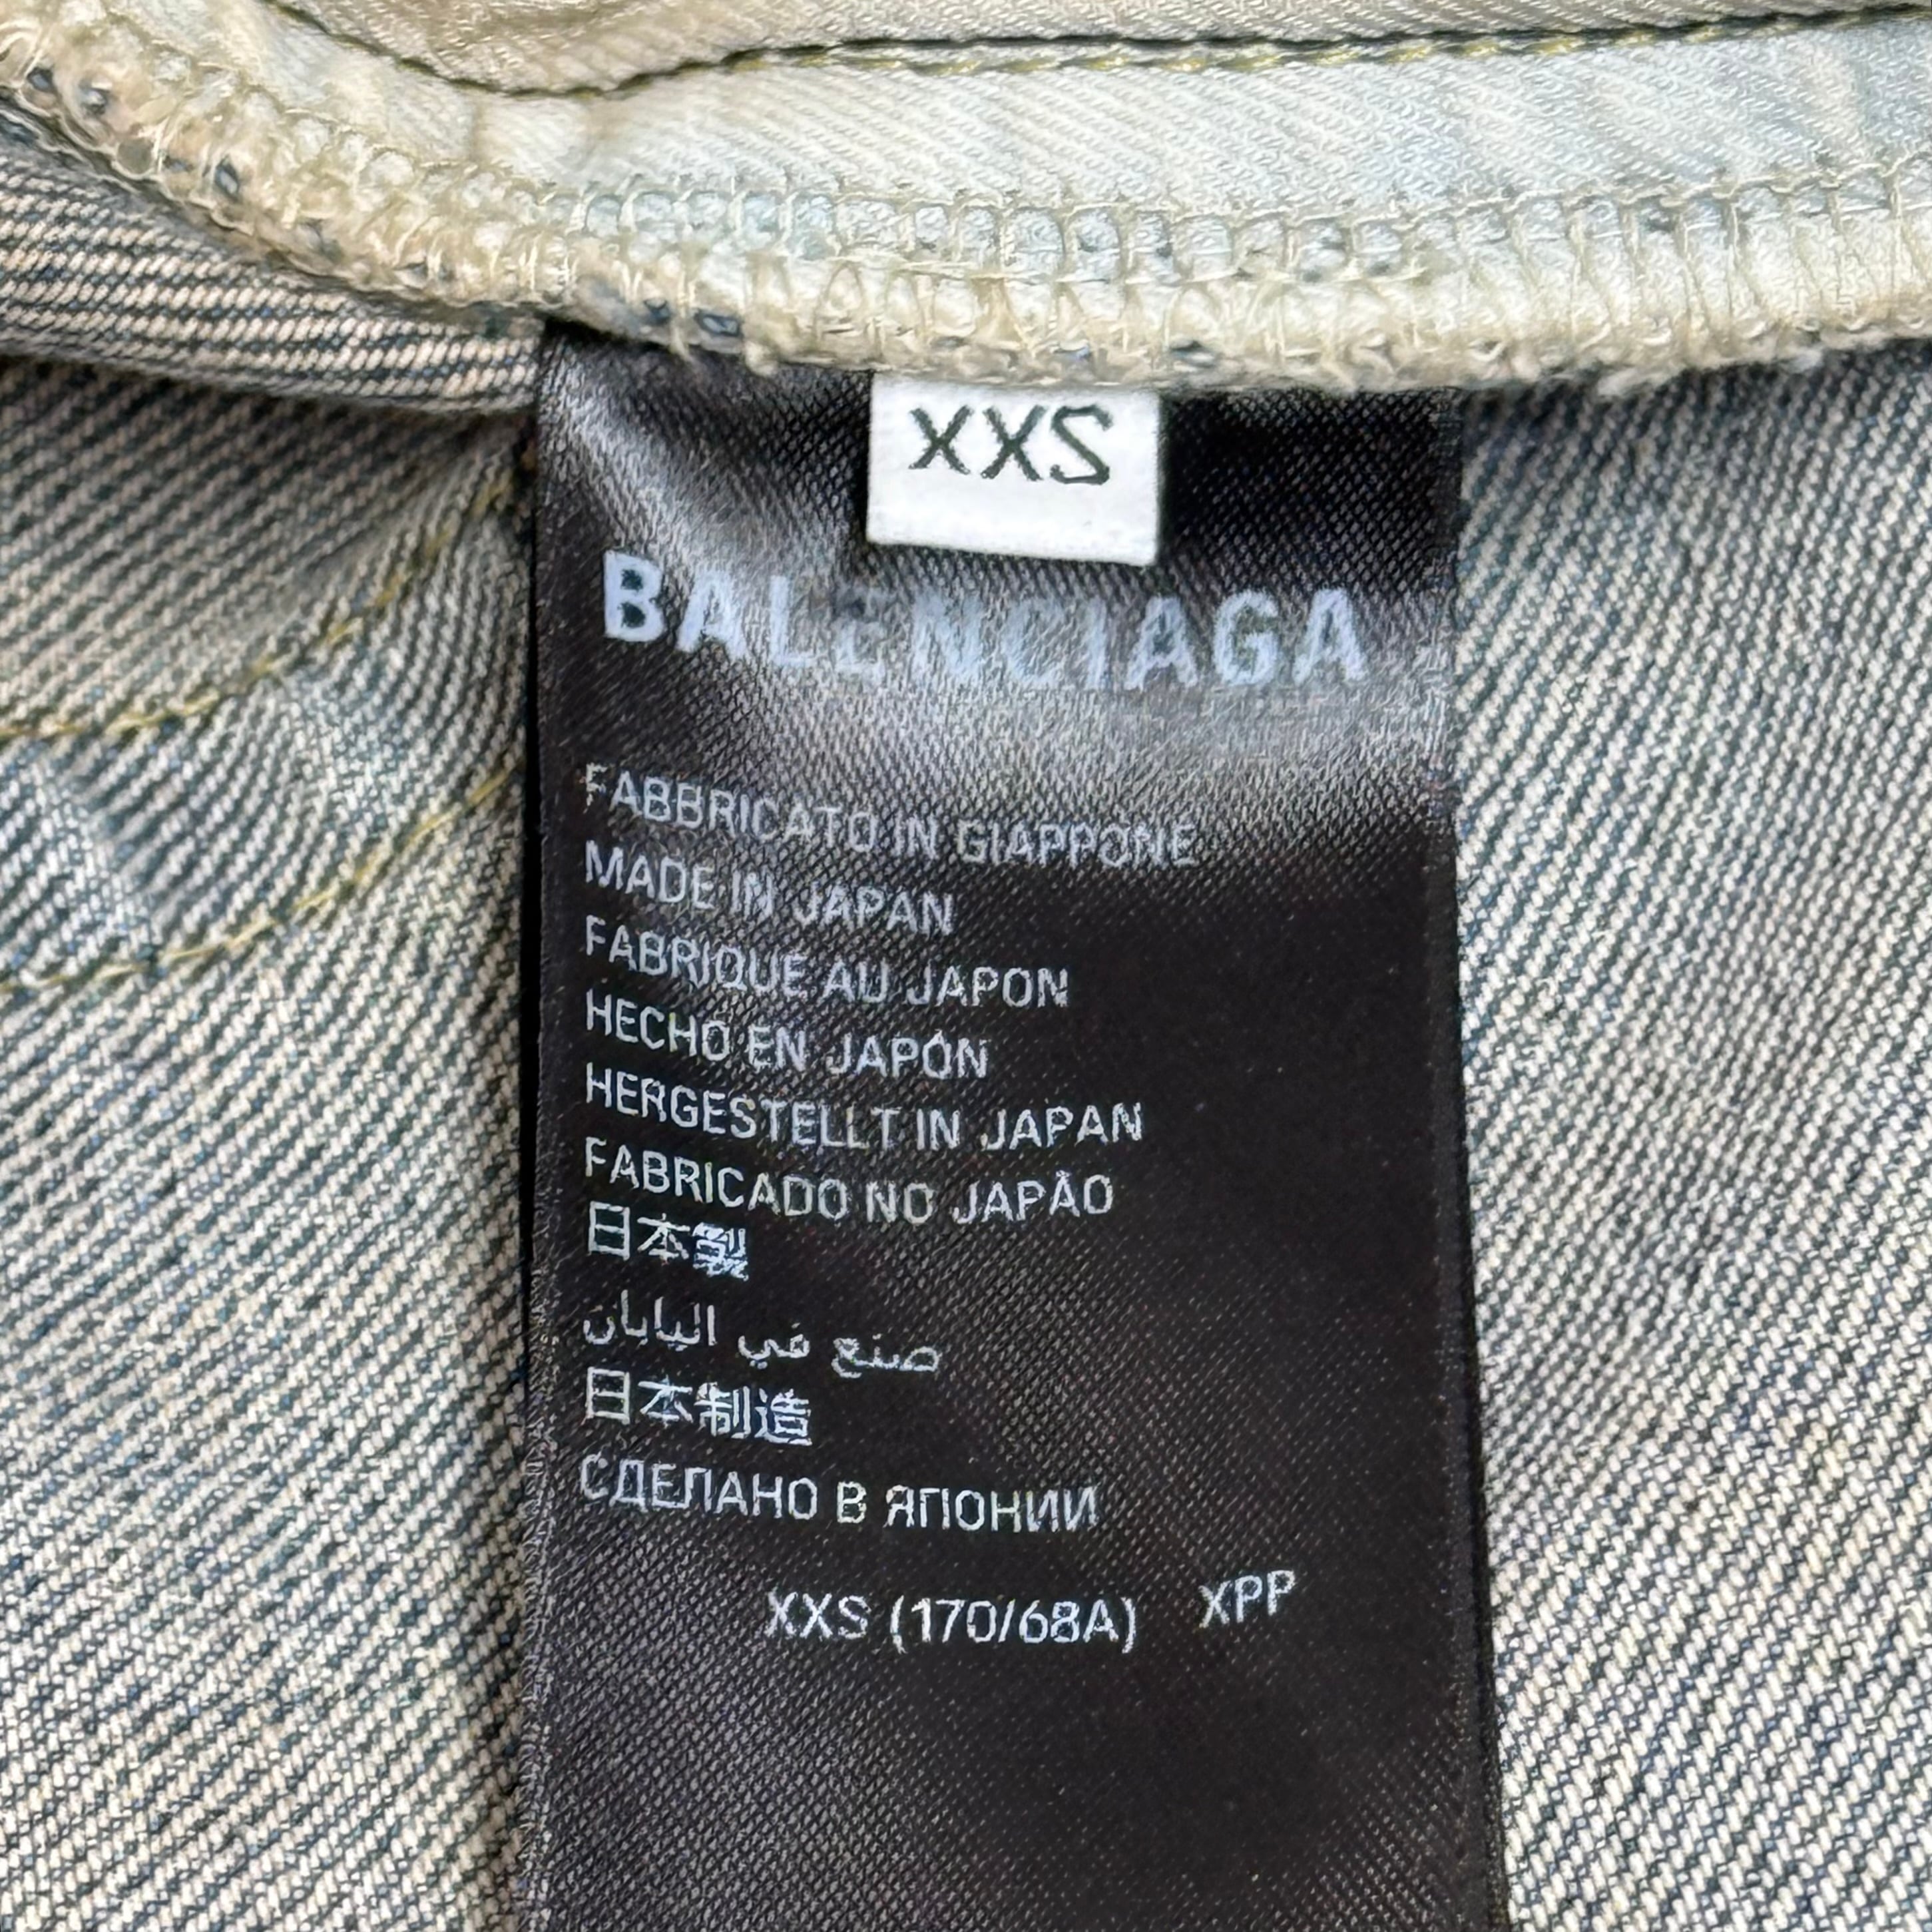 XXS
BALENCIAGA
FABBRICATO IN GIAPPONE
MADE IN JAPAN
FABRIQUE AU JAPON
HECHO EN JAPÓN
HERGESTELLT IN JAPAN
FABRICADO NO JAPÃO
日本製
صنع في اليابان
日本制造
СДЕЛАНО В ЯПОНИИ
XXS (170/68A) XPP